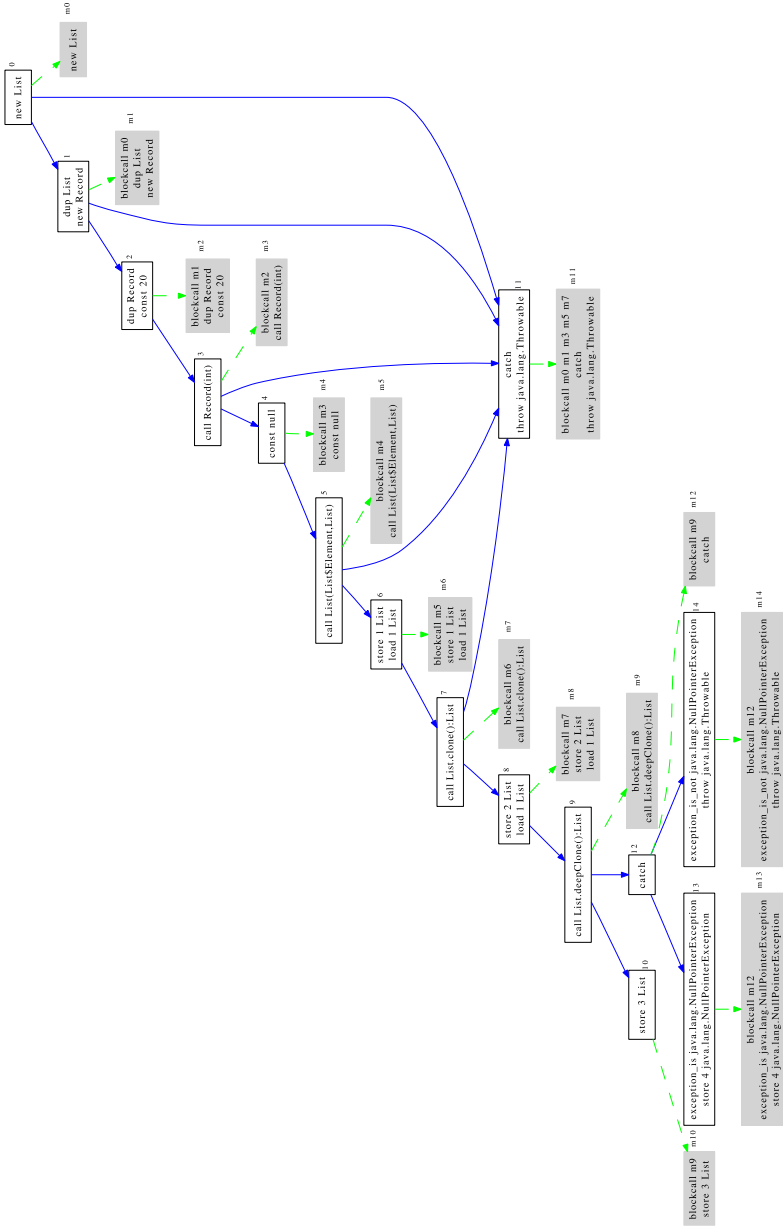 0
new List
m0
new List
1
dup List
new Record
m1
blockcall m0
dup List
new Record
2
dup Record
const 20
m2
blockcall m1
dup Record
const 20
3
call Record(int)
m3
blockcall m2
call Record(int)
4
const null
m4
blockcall m3
const null
5
call List(List$Element,List)
m5
blockcall m4
call List(List$Element,List)
6
store 1 List
load 1 List
m6
blockcall m5
store 1 List
load 1 List
7
call List.clone():List
m7
blockcall m6
call List.clone():List
8
store 2 List
load 1 List
m8
blockcall m7
store 2 List
load 1 List
9
call List.deepClone():List
m9
blockcall m8
call List.deepClone():List
10
store 3 List
m10
blockcall m9
store 3 List
11
catch
throw java.lang.Throwable
m11
blockcall m0 m1 m3 m5 m7
catch
throw java.lang.Throwable
12
catch
m12
blockcall m9
catch
13
exception_is java.lang.NullPointerException
store 4 java.lang.NullPointerException
m13
blockcall m12
exception_is java.lang.NullPointerException
store 4 java.lang.NullPointerException
14
exception_is_not java.lang.NullPointerException
throw java.lang.Throwable
m14
blockcall m12
exception_is_not java.lang.NullPointerException
throw java.lang.Throwable